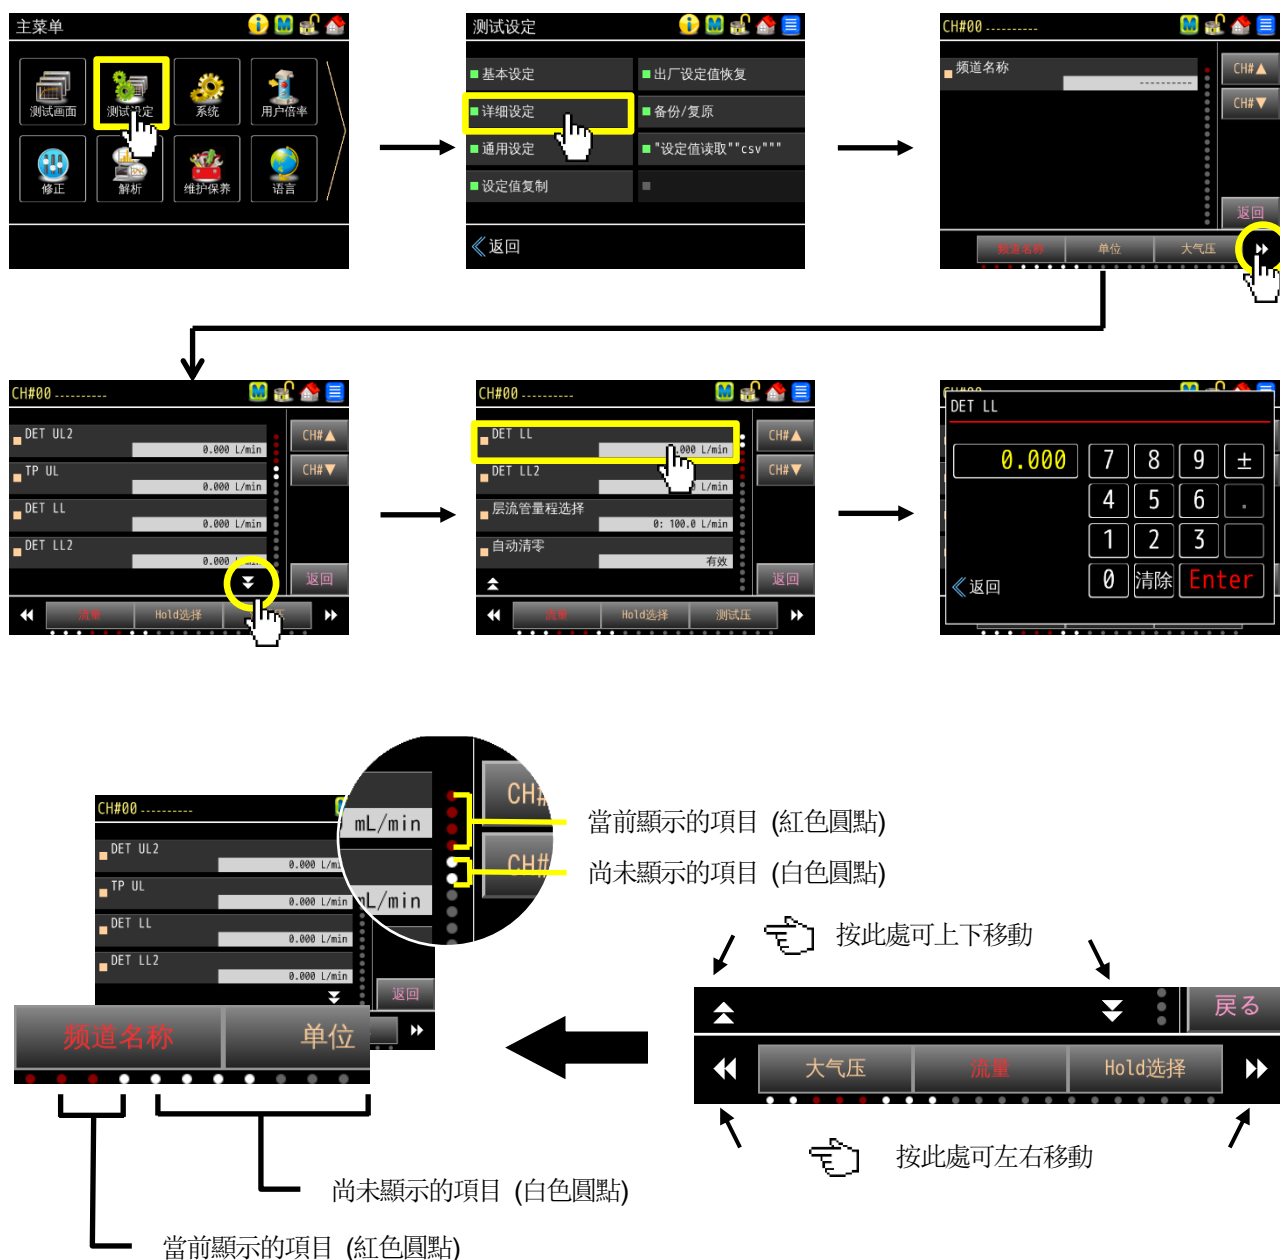 主菜单
测试画面
测试设定
系统
用户倍率
修正
解析
维护保养
语言
测试设定
基本设定
出厂设定值恢复
详细设定
备份/复原
通用设定
"设定值读取""csv"""
设定值复制
返回
CH#00 ----------
频道名称
----------
CH#▲
CH#▼
返回
频道名称
单位
大气压
CH#00 ----------
DET UL2
0.000 L/min
TP UL
0.000 L/min
DET LL
0.000 L/min
DET LL2
0.000 L/min
CH#▲
CH#▼
返回
流量
Hold选择
压
CH#00 ----------
DET LL
.000 L/min
DET LL2
0 L/min
层流管量程选择
0: 100.0 L/min
自动清零
有效
CH#▲
CH#▼
返回
流量
Hold选择
测试压
DET LL
0.000
7 8 9 ±
4 5 6 .
1 2 3
0 清除 Enter
返回
CH#00 ----------
DET UL2
0.000 L/mi
TP UL
0.000 L/min
DET LL
0.000 L/min
DET LL2
0.000 L/min
返回
mL/min
mL/min
CH#
CH#
當前顯示的項目 (紅色圓點)
尚未顯示的項目 (白色圓點)
频道名称
单位
按此處可上下移動
戻る
大气压
流量
Hold选择
按此處可左右移動
尚未顯示的項目 (白色圓點)
當前顯示的項目 (紅色圓點)